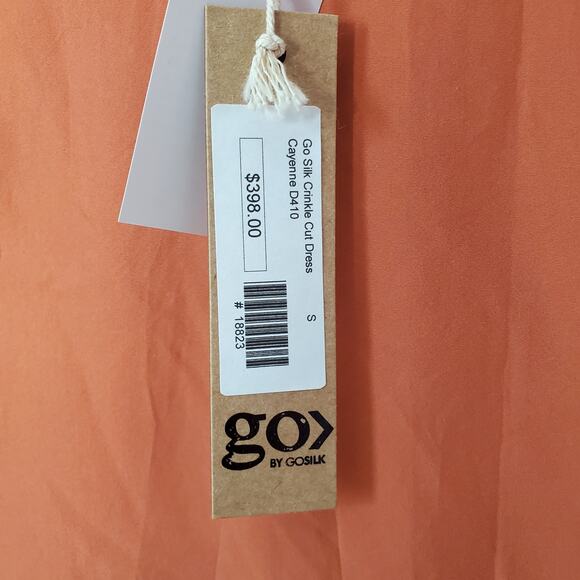 Go Silk Crinkle Cut Dress
Cayenne D410
S
$398.00
# 18823
go>
BY GOSILK